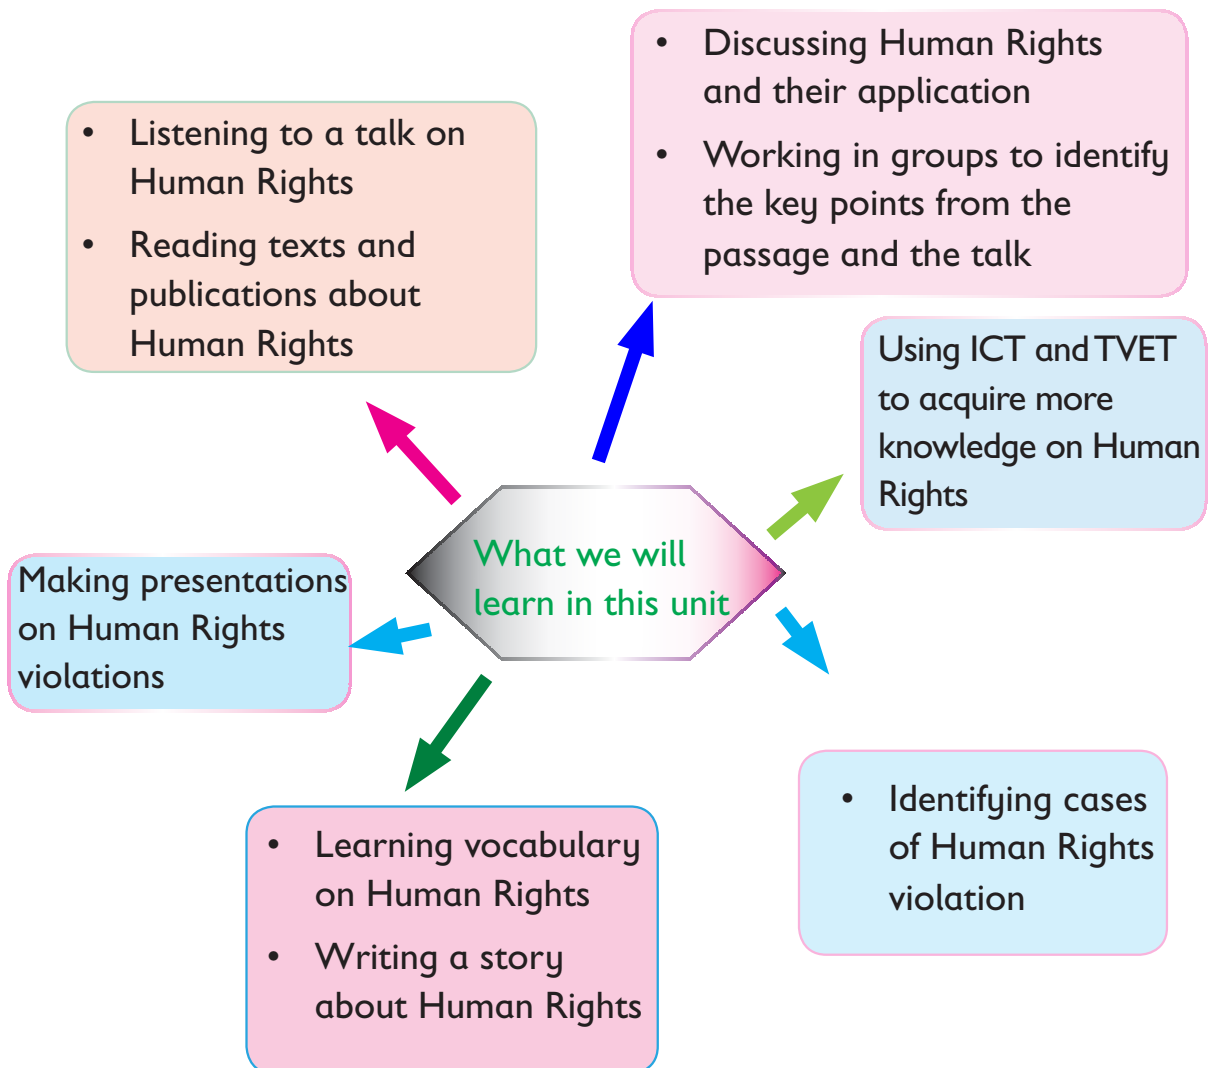 • Discussing Human Rights
and their application
• Working in groups to identify
the key points from the
passage and the talk
• Listening to a talk on
Human Rights
• Reading texts and
publications about
Human Rights
Using ICT and TVET
to acquire more
knowledge on Human
Rights
What we will
learn in this unit
Making presentations
on Human Rights
violations
• Identifying cases
of Human Rights
violation
• Learning vocabulary
on Human Rights
• Writing a story
about Human Rights